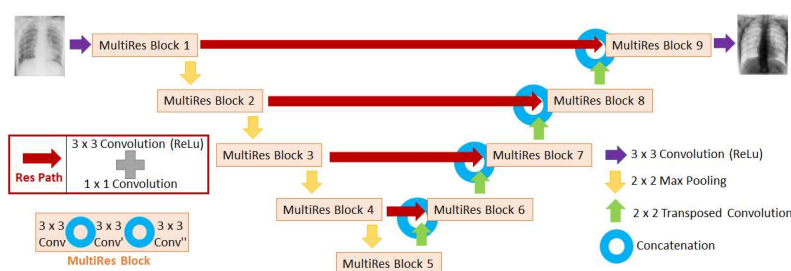 MultiRes Block 1
MultiRes Block 9
MultiRes Block 2
MultiRes Block 8
3 x 3 Convolution (ReLu)
Res Path
1 x 1 Convolution
MultiRes Block 3
MultiRes Block 7
3 x 3 Convolution (ReLu)
2 x 2 Max Pooling
MultiRes Block 4
MultiRes Block 6
2 x 2 Transposed Convolution
3 x 3 3 x 3 3 x 3
Conv Conv' Conv''
MultiRes Block
Concatenation
MultiRes Block 5